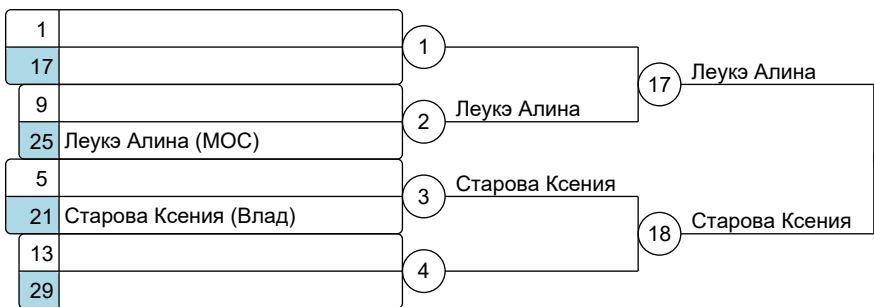 1
17
1
17 Леукэ Алина
9
2 Леукэ Алина
25 Леукэ Алина (МОС)
5
3 Старова Ксения
21 Старова Ксения (Влад)
18 Старова Ксения
13
4
29